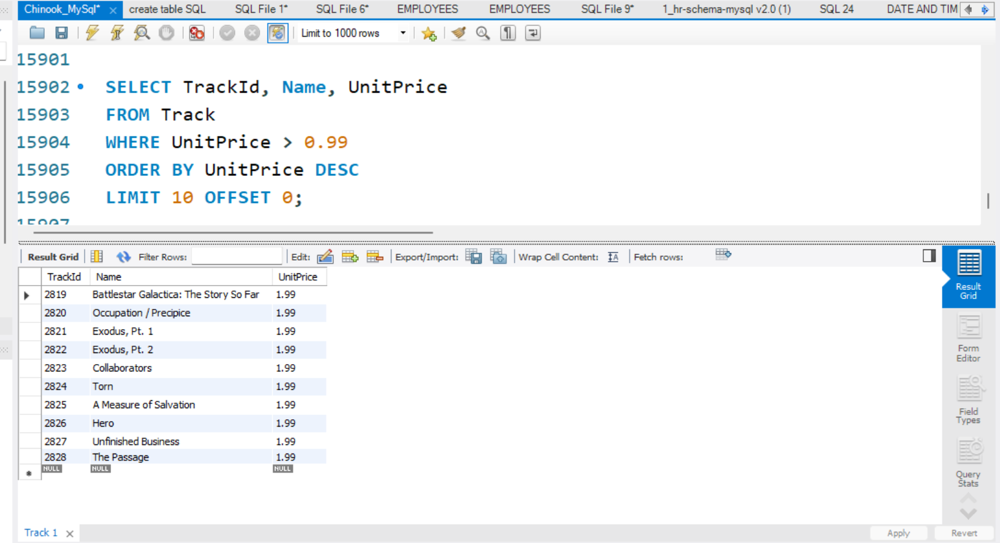 Chinook_MySql* create table SQL SQL File 1* SQL File 6* EMPLOYEES EMPLOYEES SQL File 9* 1_hr-schema-mysql v2.0 (1) SQL 24 DATE AND TIM
Limit to 1000 rows
15901
15902 SELECT TrackId, Name, UnitPrice
15903 FROM Track
15904 WHERE UnitPrice > 0.99
15905 ORDER BY UnitPrice DESC
15906 LIMIT 10 OFFSET 0;
15907
Result Grid Filter Rows: Edit: Export/Import: Wrap Cell Content: Fetch rows:
TrackId Name UnitPrice
2819 Battlestar Galactica: The Story So Far 1.99
2820 Occupation / Precipice 1.99
2821 Exodus, Pt. 1 1.99
2822 Exodus, Pt. 2 1.99
2823 Collaborators 1.99
2824 Torn 1.99
2825 A Measure of Salvation 1.99
2826 Hero 1.99
2827 Unfinished Business 1.99
2828 The Passage 1.99
NULL NULL NULL
Result
Grid
Form
Editor
Field
Types
Query
Stats
Track 1
Apply Revert